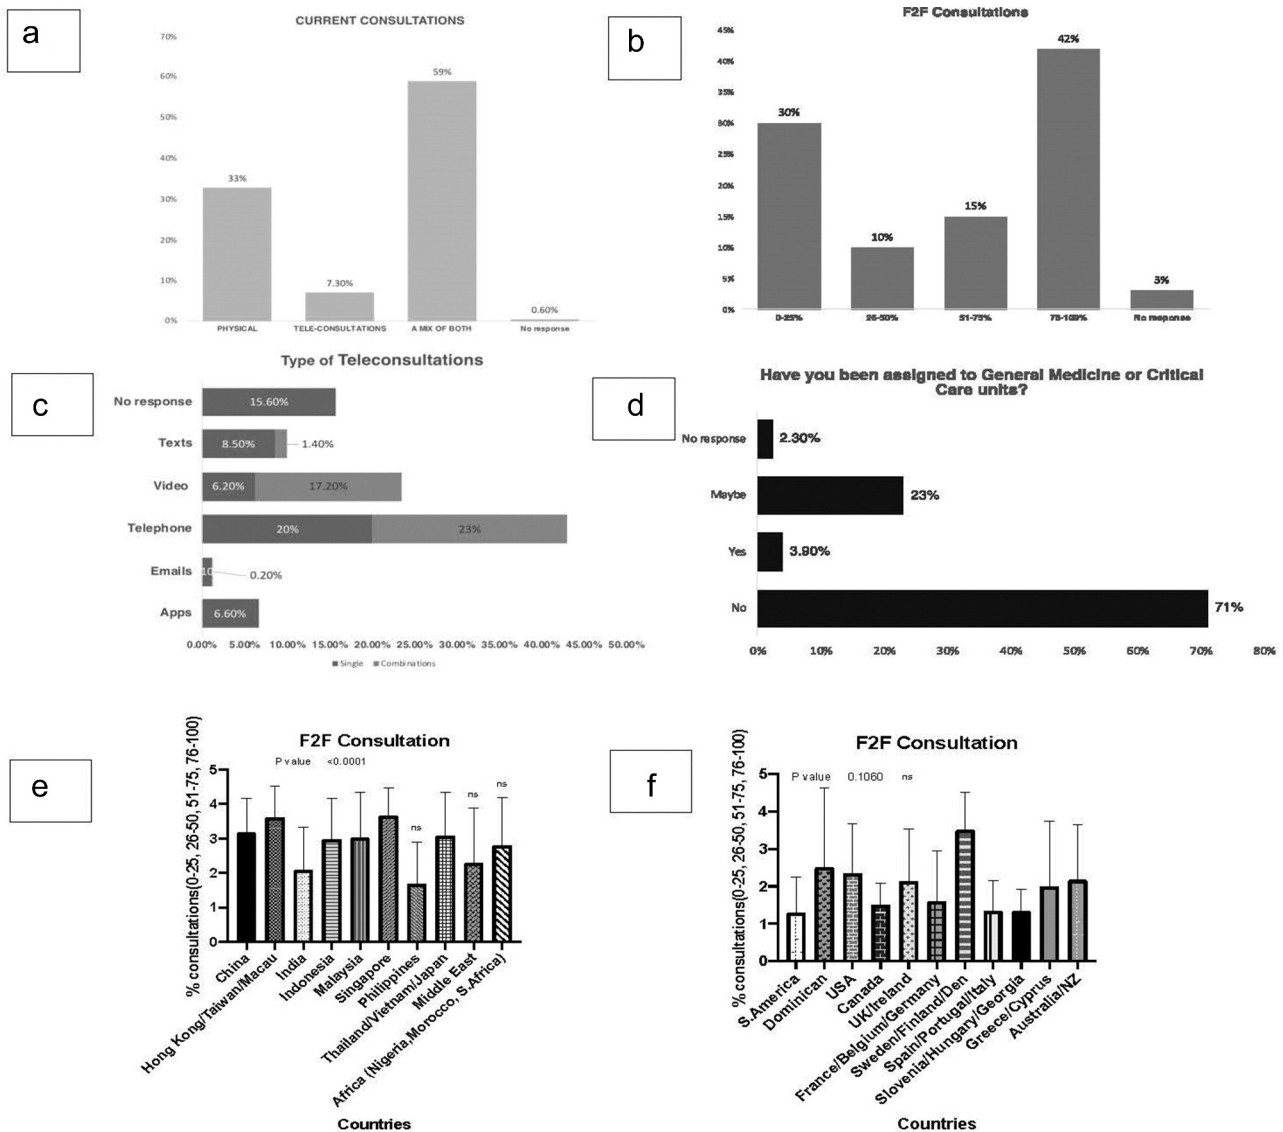 a
CURRENT CONSULTATIONS
70%
60%
50%
40%
30%
20%
10%
0%
33%
7.30%
59%
0.60%
PHYSICAL
TELE-CONSULTATIONS
A MIX OF BOTH
No response
b
F2F Consultations
45%
40%
35%
30%
25%
20%
15%
10%
5%
0%
30%
10%
15%
42%
3%
0-25%
26-50%
51-75%
76-100%
No response
c
Type of Teleconsultations
No response
15.60%
Texts
8.50%
1.40%
Video
6.20%
17.20%
Telephone
20%
23%
Emails
0.20%
Apps
6.60%
0.00% 5.00% 10.00% 15.00% 20.00% 25.00% 30.00% 35.00% 40.00% 45.00% 50.00%
Single Combinations
d
Have you been assigned to General Medicine or Critical
Care units?
No response
2.30%
Maybe
23%
Yes
3.90%
No
71%
0% 10% 20% 30% 40% 50% 60% 70% 80%
e
F2F Consultation
P value <0.0001
% consultations(0-25, 26-50, 51-75, 76-100)
5
4
3
2
1
0
ns
ns
ns
China
Hong Kong/Taiwan/Macau
India
Indonesia
Malaysia
Singapore
Philippines
Thailand/Vietnam/Japan
Middle East
Africa (Nigeria,Morocco, S.Africa)
Countries
f
F2F Consultation
P value 0.1060 ns
% consultations(0-25, 26-50, 51-75, 76-100)
5
4
3
2
1
0
S.America
Dominican
USA
Canada
UK/Ireland
France/Belgium/Germany
Sweden/Finland/Den
Spain/Portugal/Italy
Slovenia/Hungary/Georgia
Greece/Cyprus
Australia/NZ
Countries